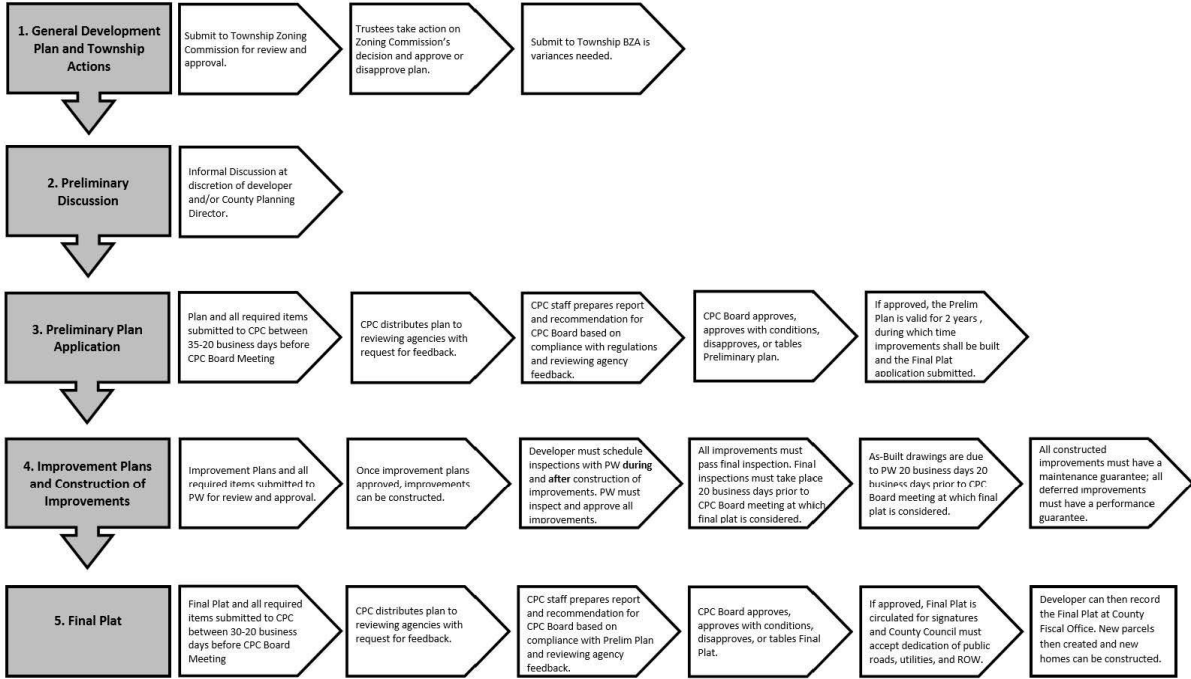 1. General Development
Plan and Township
Actions
Submit to Township Zoning
Commission for review and
approval.
Trustees take action on
Zoning Commission's
decision and approve or
disapprove plan.
Submit to Township BZA is
variances needed.
2. Preliminary
Discussion
Informal Discussion at
discretion of developer
and/or County Planning
Director.
3. Preliminary Plan
Application
Plan and all required items
submitted to CPC between
35-20 business days before
CPC Board Meeting
CPC distributes plan to
reviewing agencies with
request for feedback.
CPC staff prepares report
and recommendation for
CPC Board based on
compliance with regulations
and reviewing agency
feedback.
CPC Board approves,
approves with conditions,
disapproves, or tables
Preliminary plan.
If approved, the Prelim
Plan is valid for 2 years ,
during which time
improvements shall be built
and the Final Plat
application submitted.
4. Improvement Plans
and Construction of
Improvements
Improvement Plans and all
required items submitted to
PW for review and approval.
Once improvement plans
approved, improvements
can be constructed.
Developer must schedule
inspections with PW during
and after construction of
improvements. PW must
inspect and approve all
improvements.
All improvements must
pass final inspection. Final
inspections must take place
20 business days prior to
CPC Board meeting at which
final plat is considered.
As-Built drawings are due
to PW 20 business days 20
business days prior to CPC
Board meeting at which final
plat is considered.
All constructed
improvements must have a
maintenance guarantee; all
deferred improvements
must have a performance
guarantee.
5. Final Plat
Final Plat and all required
items submitted to CPC
between 30-20 business
days before CPC Board
Meeting
CPC distributes plan to
reviewing agencies with
request for feedback.
CPC staff prepares report
and recommendation for
CPC Board based on
compliance with Prelim Plan
and reviewing agency
feedback.
CPC Board approves,
approves with conditions,
disapproves, or tables Final
Plat.
If approved, Final Plat is
circulated for signatures
and County Council must
accept dedication of public
roads, utilities, and ROW.
Developer can then record
the Final Plat at County
Fiscal Office. New parcels
then created and new
homes can be constructed.